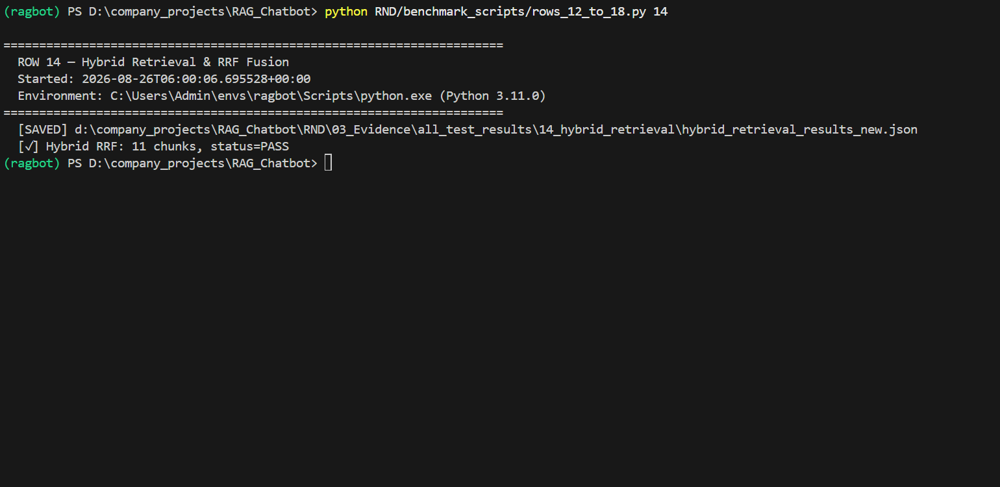 (ragbot) PS D:\company_projects\RAG_Chatbot> python RND/benchmark_scripts/rows_12_to_18.py 14
======================================================================
ROW 14 — Hybrid Retrieval & RRF Fusion
Started: 2026-08-26T06:00:06.695528+00:00
Environment: C:\Users\Admin\envs\ragbot\Scripts\python.exe (Python 3.11.0)
======================================================================
[SAVED] d:\company_projects\RAG_Chatbot\RND\03_Evidence\all_test_results\14_hybrid_retrieval\hybrid_retrieval_results_new.json
[✓] Hybrid RRF: 11 chunks, status=PASS
(ragbot) PS D:\company_projects\RAG_Chatbot>